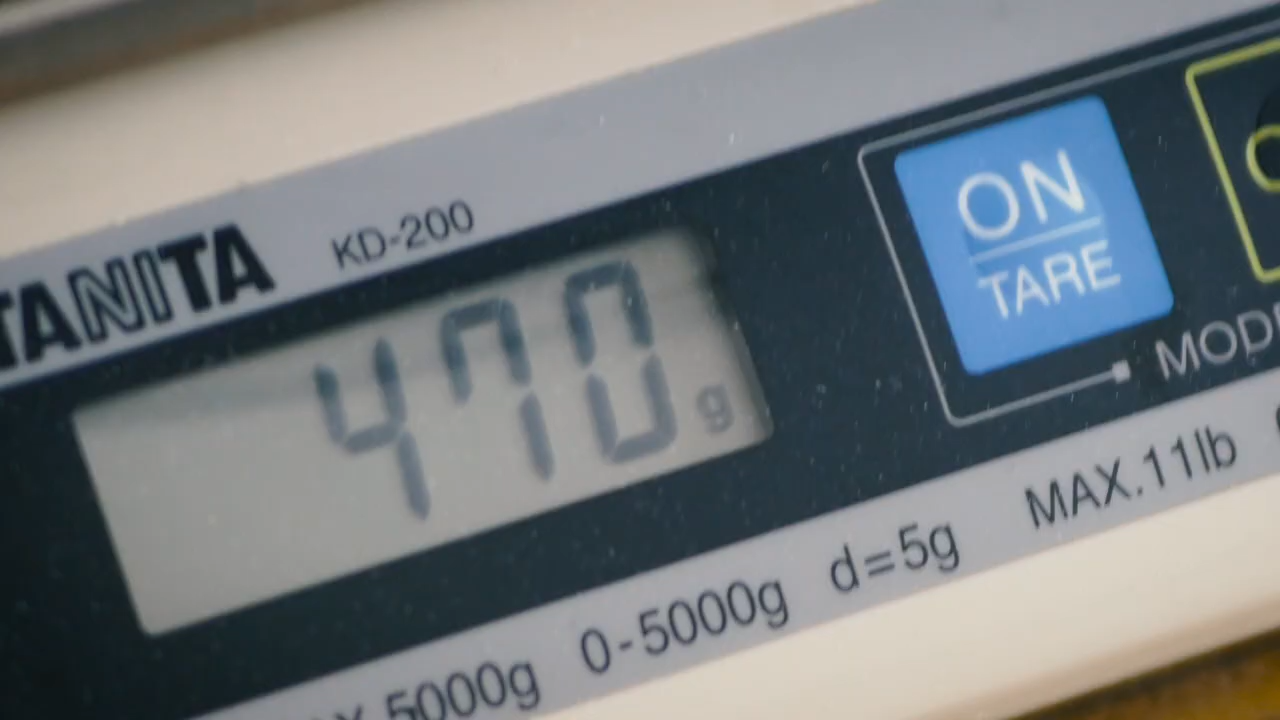 TANITA KD-200
470 g
ON
TARE
MODE
5000g 0-5000g d=5g MAX.11lb